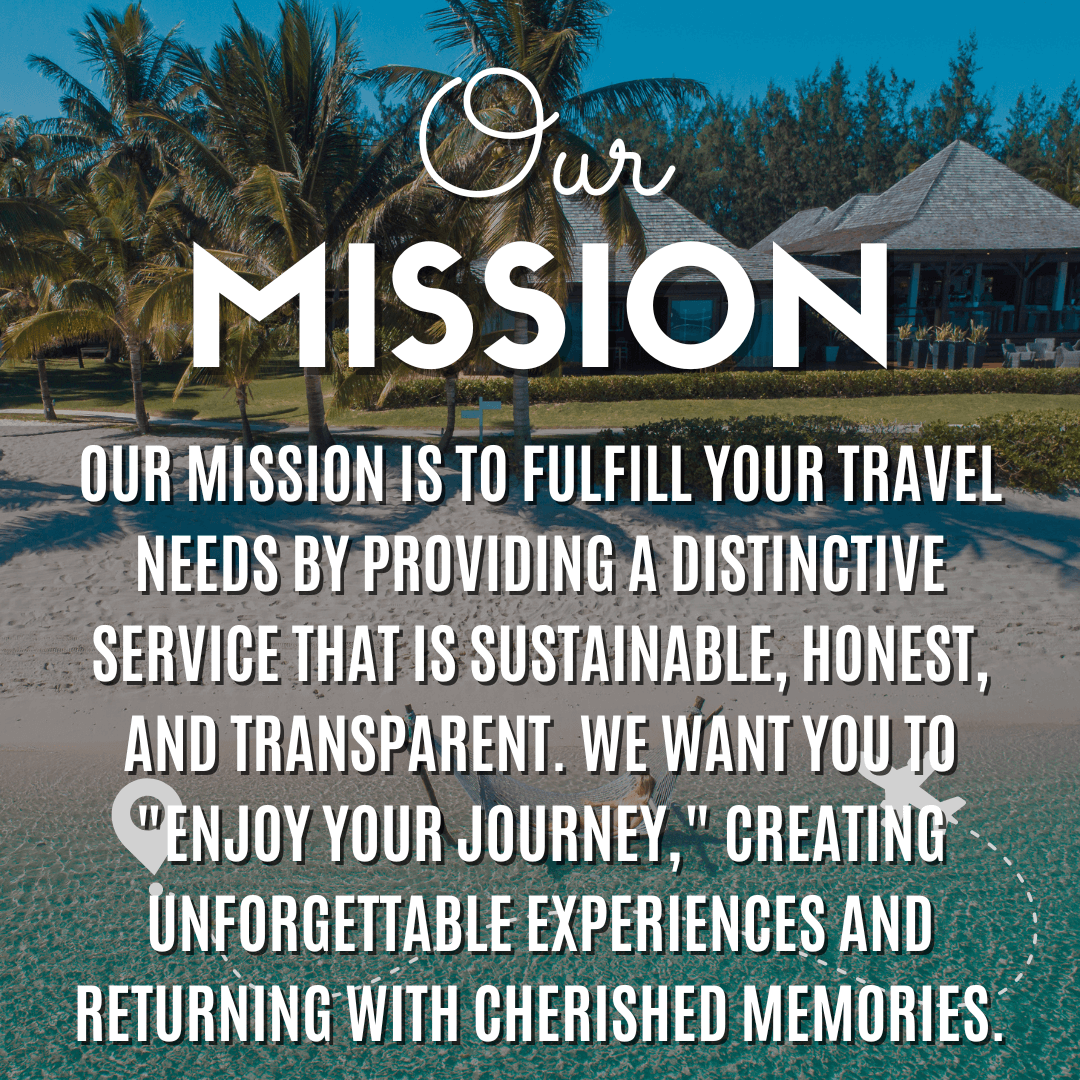 Our
MISSION
OUR MISSION IS TO FULFILL YOUR TRAVEL
NEEDS BY PROVIDING A DISTINCTIVE
SERVICE THAT IS SUSTAINABLE, HONEST,
AND TRANSPARENT. WE WANT YOU TO
"ENJOY YOUR JOURNEY," CREATING
UNFORGETTABLE EXPERIENCES AND
RETURNING WITH CHERISHED MEMORIES.